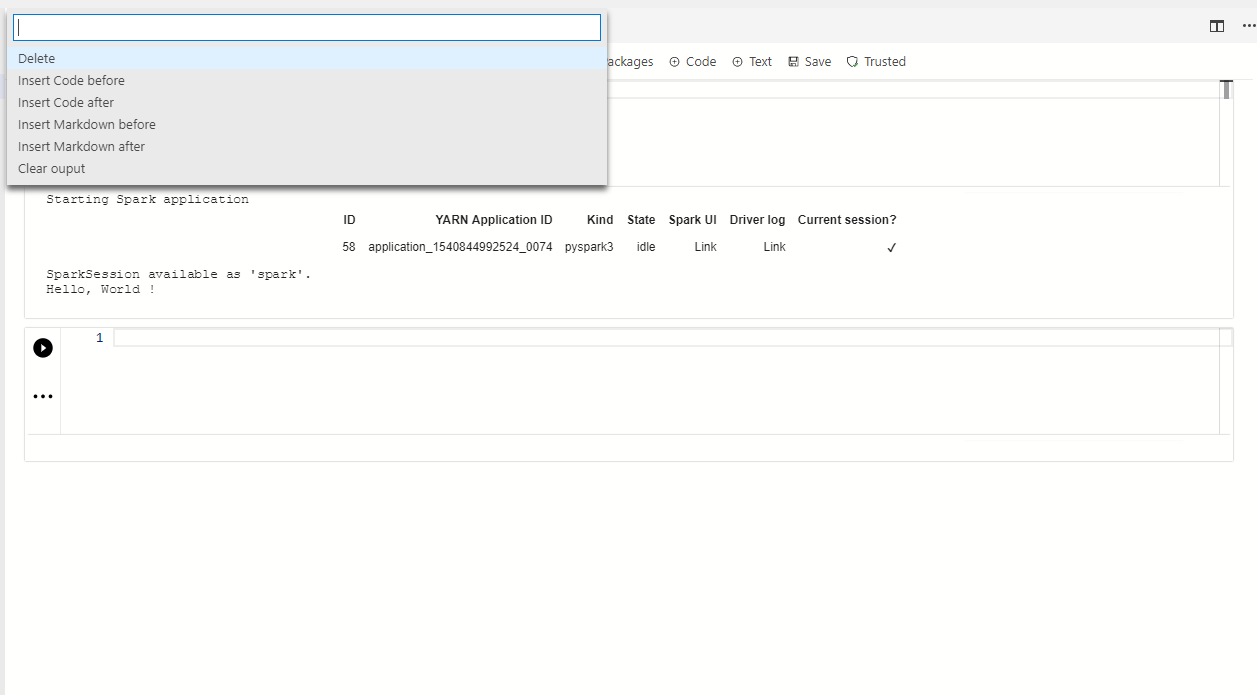 Delete
Insert Code before
Insert Code after
Insert Markdown before
Insert Markdown after
Clear ouput
Code Text Save Trusted
Starting Spark application
ID YARN Application ID Kind State Spark UI Driver log Current session?
58 application_1540844992524_0074 pyspark3 idle Link Link ✓
SparkSession available as 'spark'.
Hello, World !
1